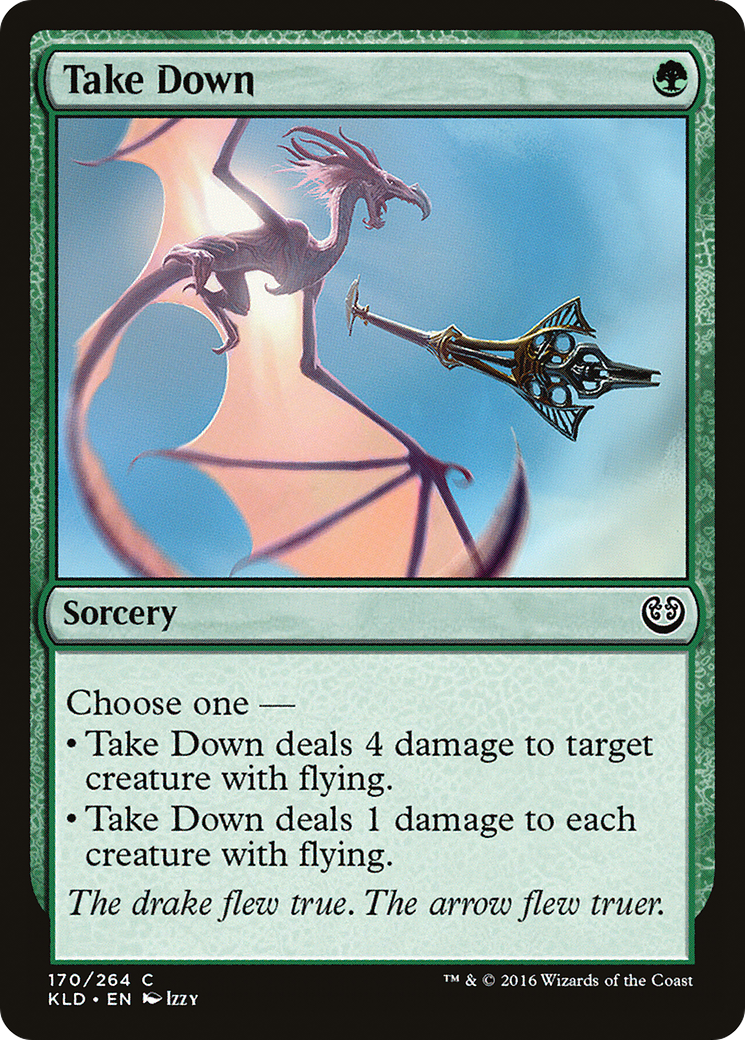 Take Down
Sorcery
Choose one —
• Take Down deals 4 damage to target
creature with flying.
• Take Down deals 1 damage to each
creature with flying.
The drake flew true. The arrow flew truer.
170/264 C
™ & © 2016 Wizards of the Coast
KLD • EN Izzy